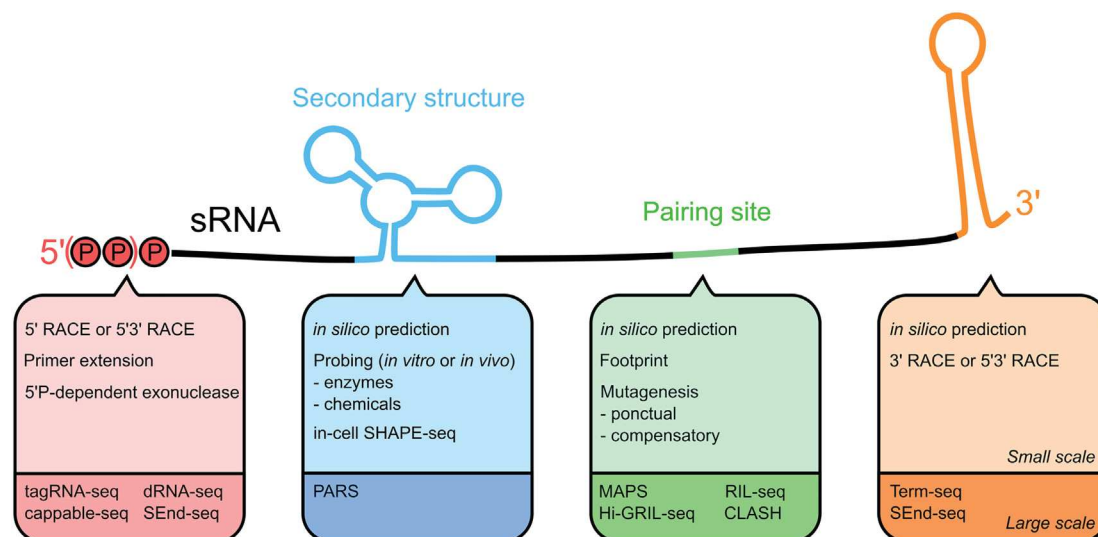 Secondary structure
sRNA
Pairing site
3'
5'(PP)P
5' RACE or 5'3' RACE
Primer extension
5'P-dependent exonuclease
tagRNA-seq dRNA-seq
cappable-seq SEnd-seq
in silico prediction
Probing (in vitro or in vivo)
- enzymes
- chemicals
in-cell SHAPE-seq
PARS
in silico prediction
Footprint
Mutagenesis
- ponctual
- compensatory
MAPS RIL-seq
Hi-GRIL-seq CLASH
in silico prediction
3' RACE or 5'3' RACE
Small scale
Term-seq
SEnd-seq
Large scale